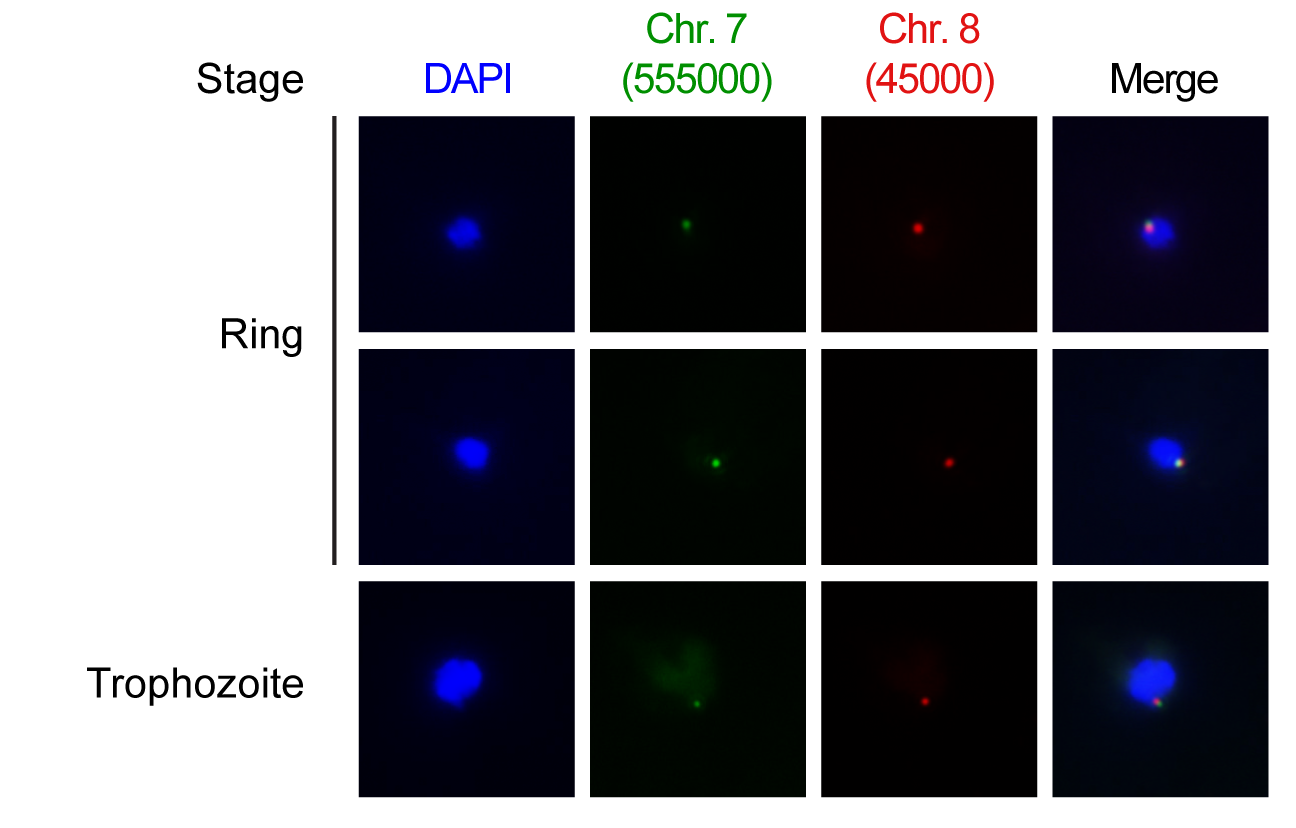 Chr. 7
Chr. 8
Stage
DAPI
(555000)
(45000)
Merge
Ring
Trophozoite